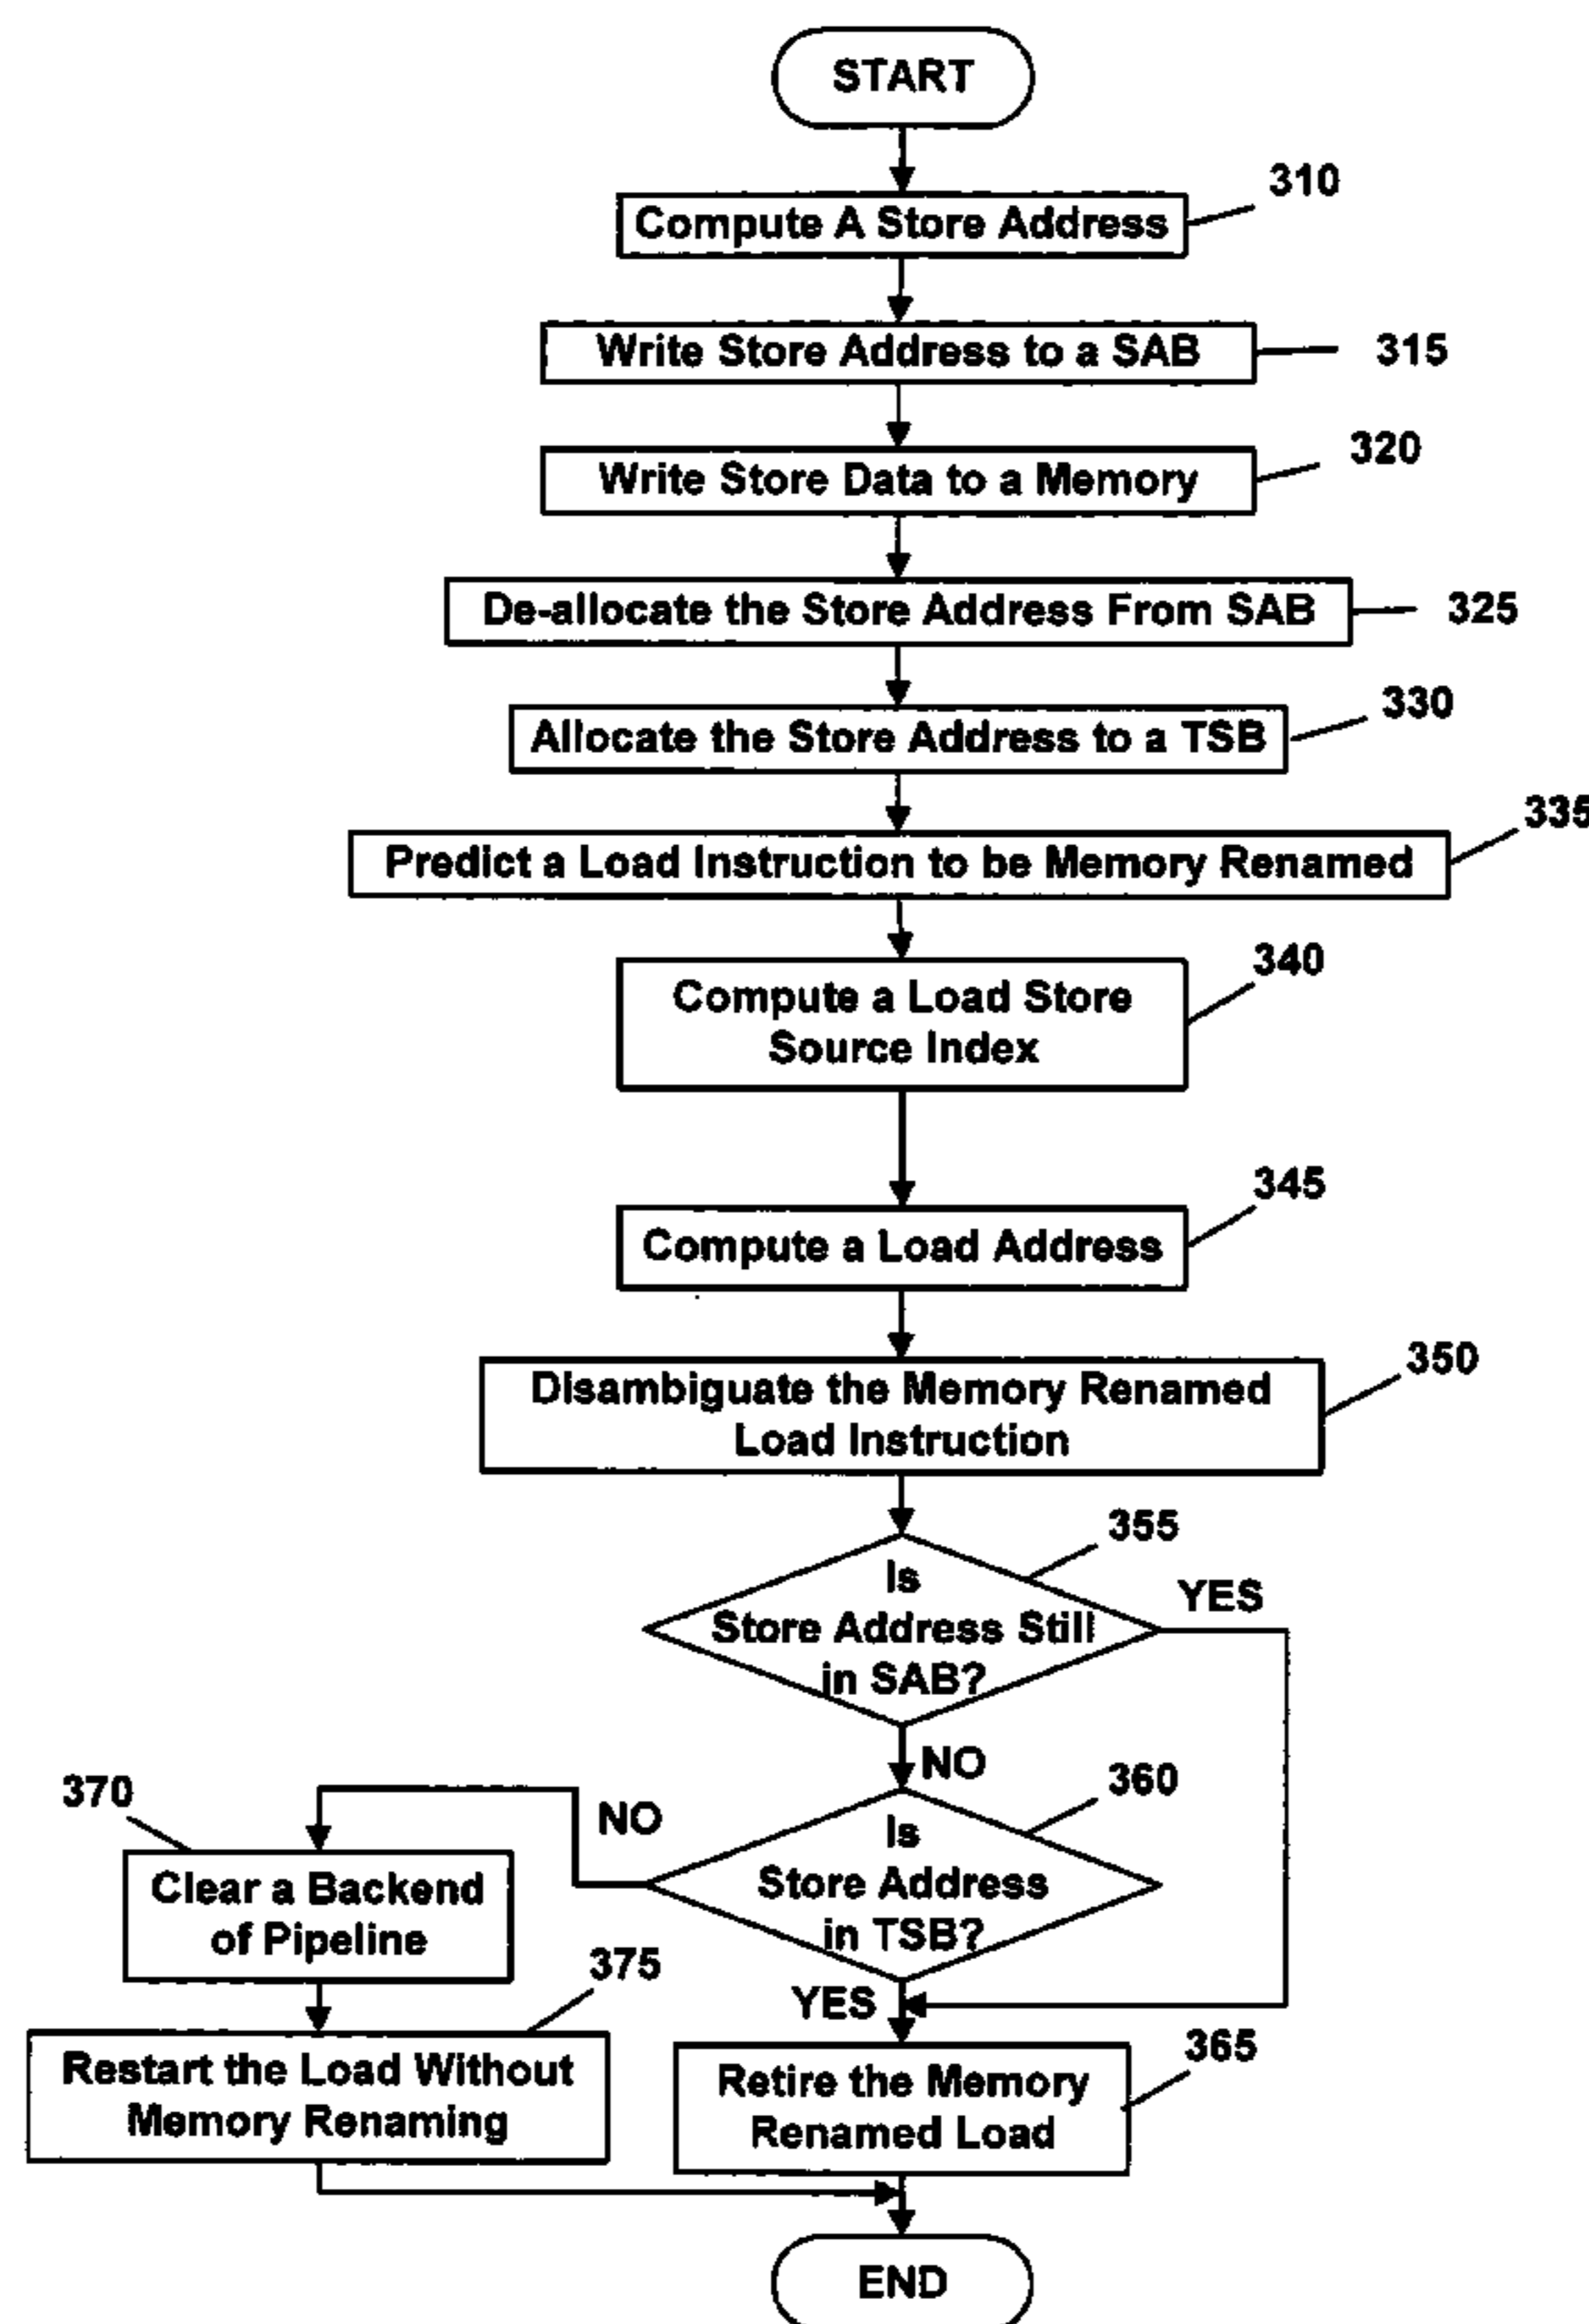 START
310
Compute A Store Address
Write Store Address to a SAB
315
320
Write Store Data to a Memory
De-allocate the Store Address From SAB
325
330
Allocate the Store Address to a TSB
335
Predict a Load Instruction to be Memory Renamed
340
Compute a Load Store
Source Index
345
Compute a Load Address
350
Disambiguate the Memory Renamed
Load Instruction
355
Is
Store Address Still
in SAB?
YES
NO
360
Is
Store Address
in TSB?
NO
YES
370
Clear a Backend
of Pipeline
375
Restart the Load Without
Memory Renaming
365
Retire the Memory
Renamed Load
END